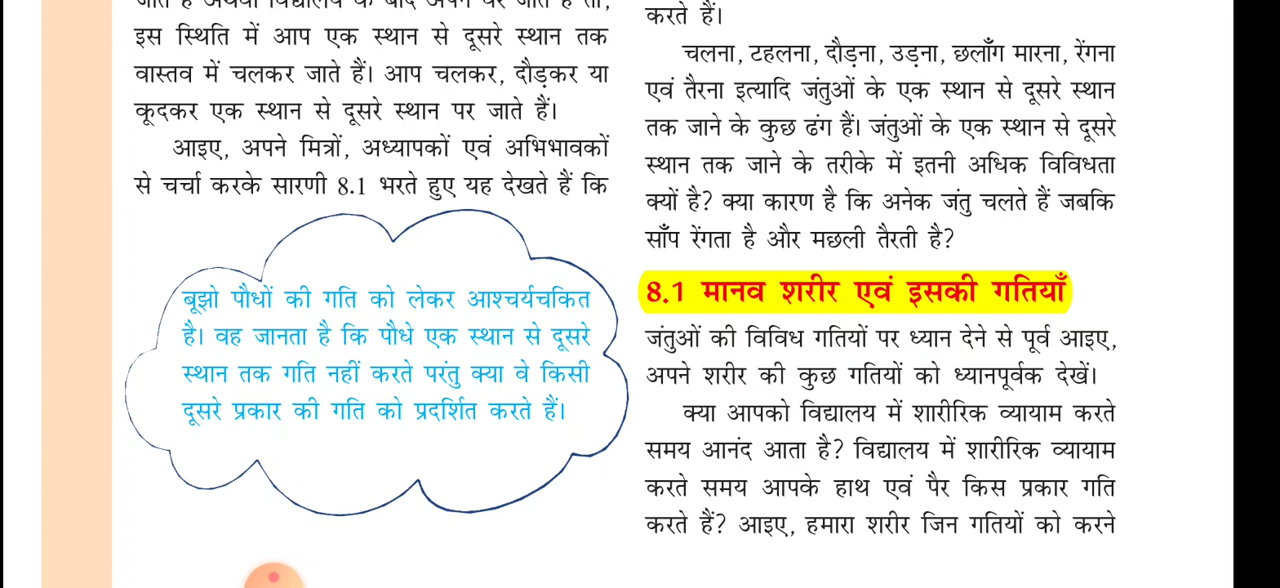 जाते हैं अथवा विद्यालय के बाद अपने घर जाते हैं तो,
इस स्थिति में आप एक स्थान से दूसरे स्थान तक
वास्तव में चलकर जाते हैं। आप चलकर, दौड़कर या
कूदकर एक स्थान से दूसरे स्थान पर जाते हैं।
आइए, अपने मित्रों, अध्यापकों एवं अभिभावकों
से चर्चा करके सारणी 8.1 भरते हुए यह देखते हैं कि
बूझो पौधों की गति को लेकर आश्चर्यचकित
है। वह जानता है कि पौधे एक स्थान से दूसरे
स्थान तक गति नहीं करते परंतु क्या वे किसी
दूसरे प्रकार की गति को प्रदर्शित करते हैं।
करते हैं।
चलना, टहलना, दौड़ना, उड़ना, छलाँग मारना, रेंगना
एवं तैरना इत्यादि जंतुओं के एक स्थान से दूसरे स्थान
तक जाने के कुछ ढंग हैं। जंतुओं के एक स्थान से दूसरे
स्थान तक जाने के तरीके में इतनी अधिक विविधता
क्यों है? क्या कारण है कि अनेक जंतु चलते हैं जबकि
साँप रेंगता है और मछली तैरती है?
8.1 मानव शरीर एवं इसकी गतियाँ
जंतुओं की विविध गतियों पर ध्यान देने से पूर्व आइए,
अपने शरीर की कुछ गतियों को ध्यानपूर्वक देखें।
क्या आपको विद्यालय में शारीरिक व्यायाम करते
समय आनंद आता है? विद्यालय में शारीरिक व्यायाम
करते समय आपके हाथ एवं पैर किस प्रकार गति
करते हैं? आइए, हमारा शरीर जिन गतियों को करने